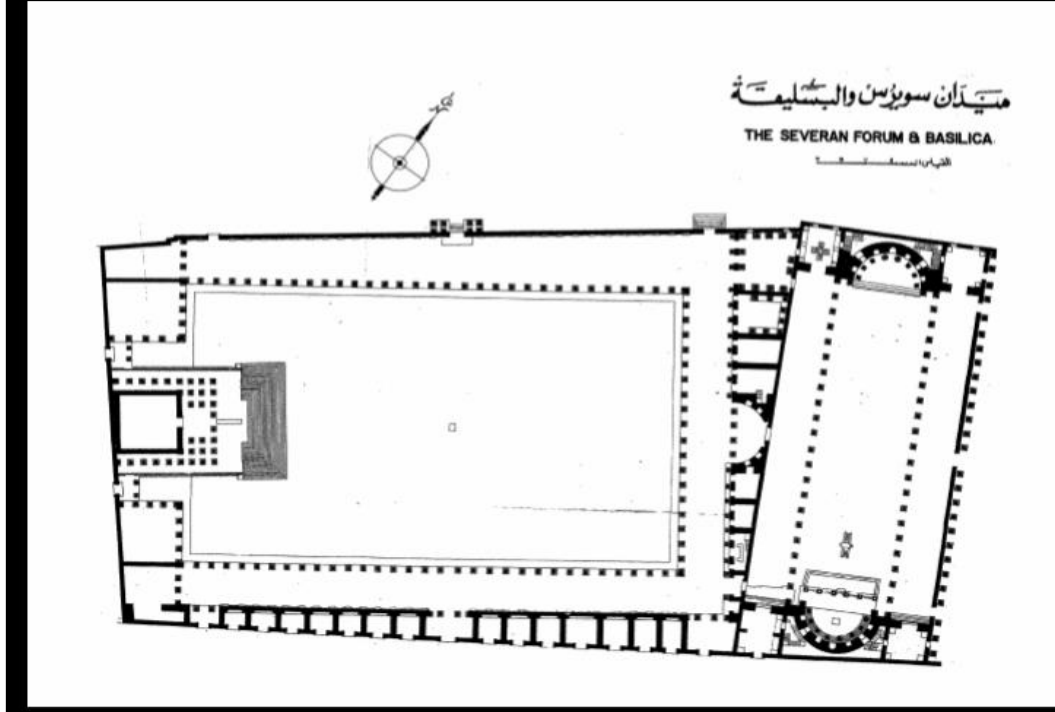 ميدان سويرس والبسليقة
THE SEVERAN FORUM & BASILICA.